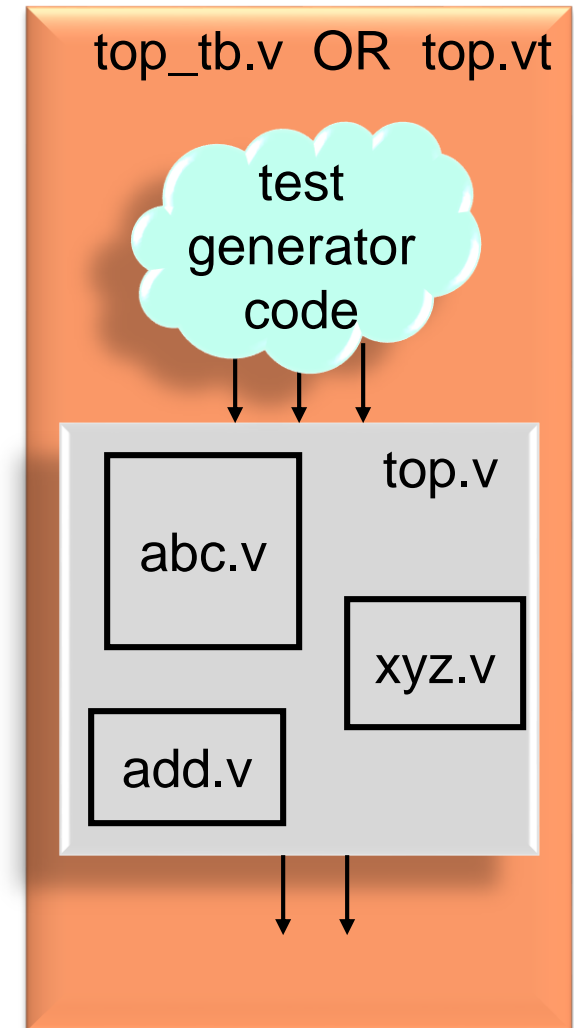 top_tb.v OR top.vt
test
generator
code
top.v
abc.v
xyz.v
add.v